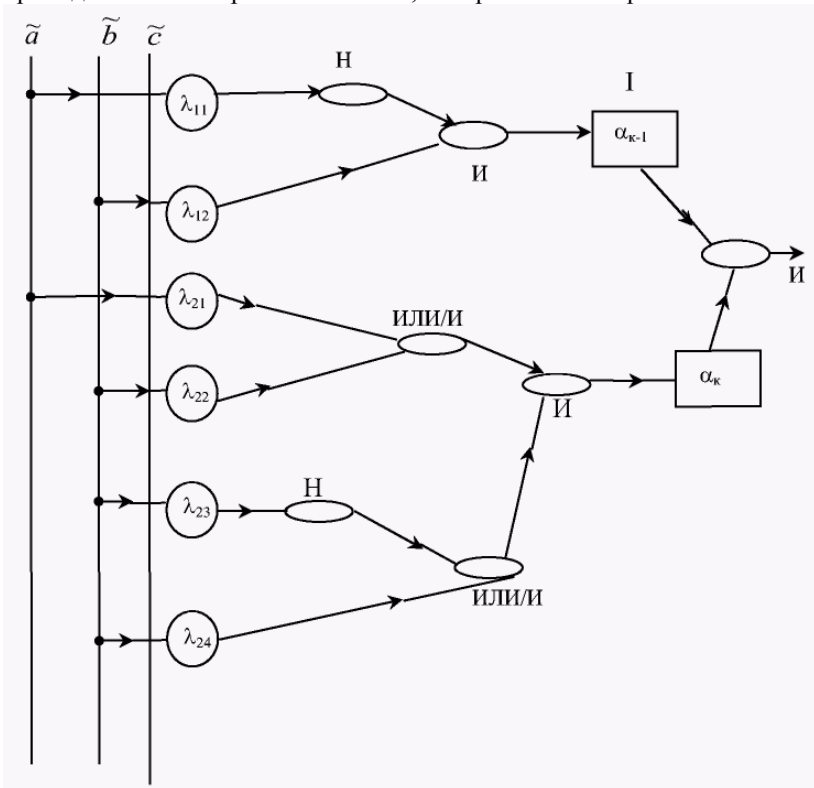 ã b̃ c̃
Н
I
λ₁₁
αк-1
И
λ₁₂
И
λ₂₁
ИЛИ/И
λ₂₂
αк
И
λ₂₃
Н
λ₂₄
ИЛИ/И